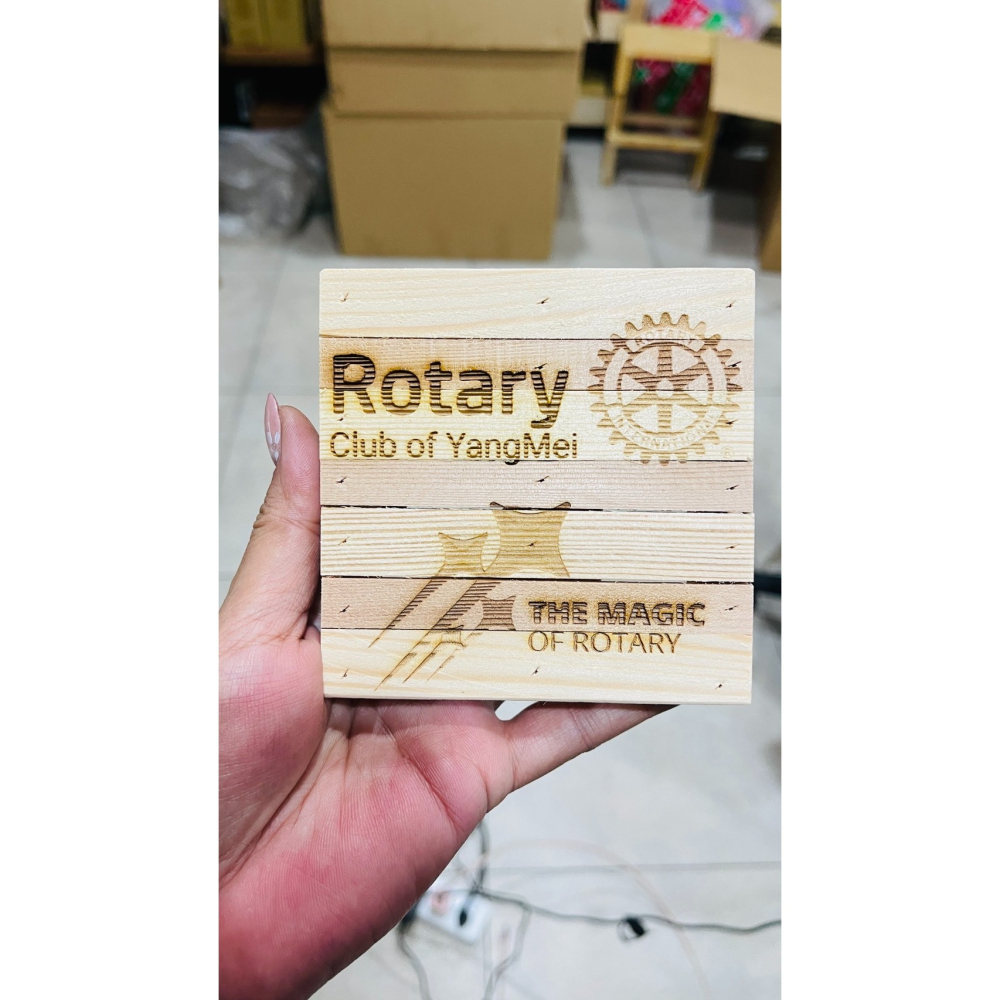 Rotary
Club of YangMei
ROTARY
INTERNATIONAL
®
THE MAGIC
OF ROTARY